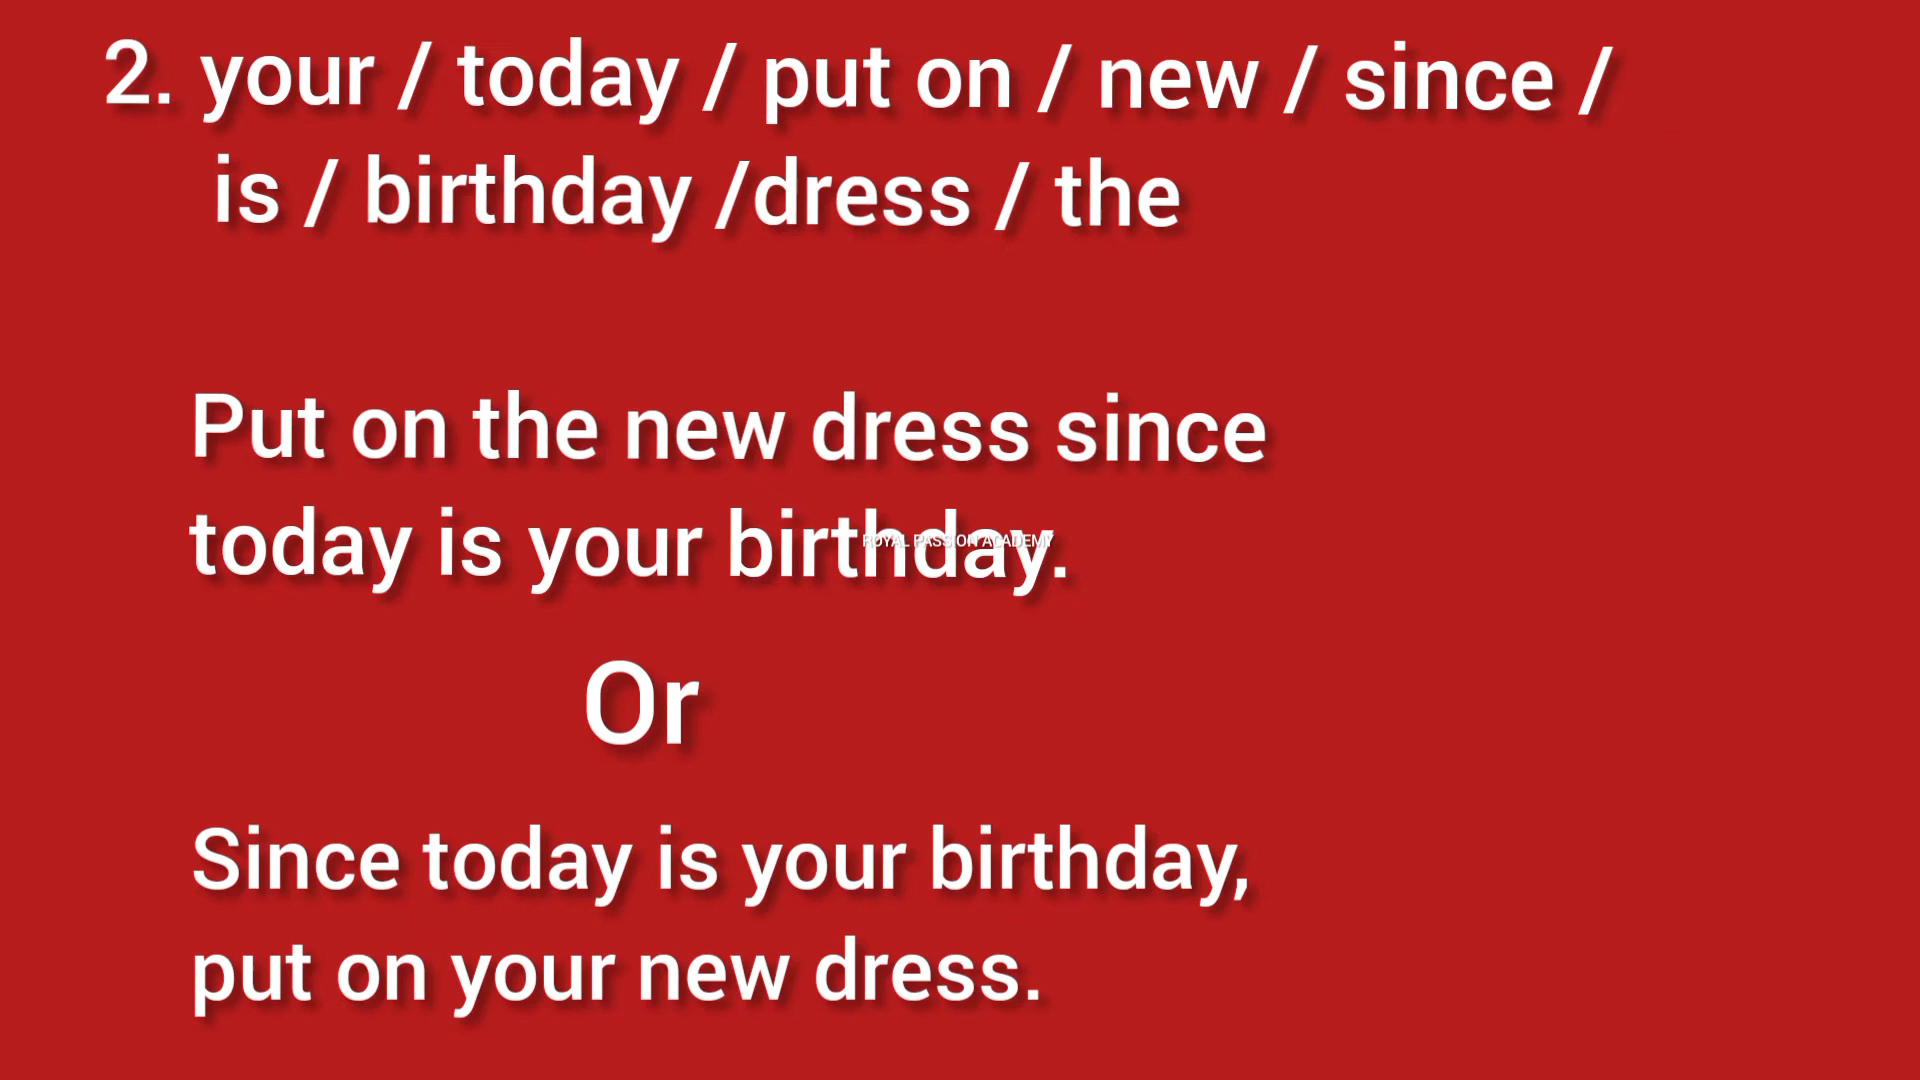 2. your / today / put on / new / since /
is / birthday /dress / the
Put on the new dress since
today is your birthday.
ROYAL PASSION ACADEMY
Or
Since today is your birthday,
put on your new dress.